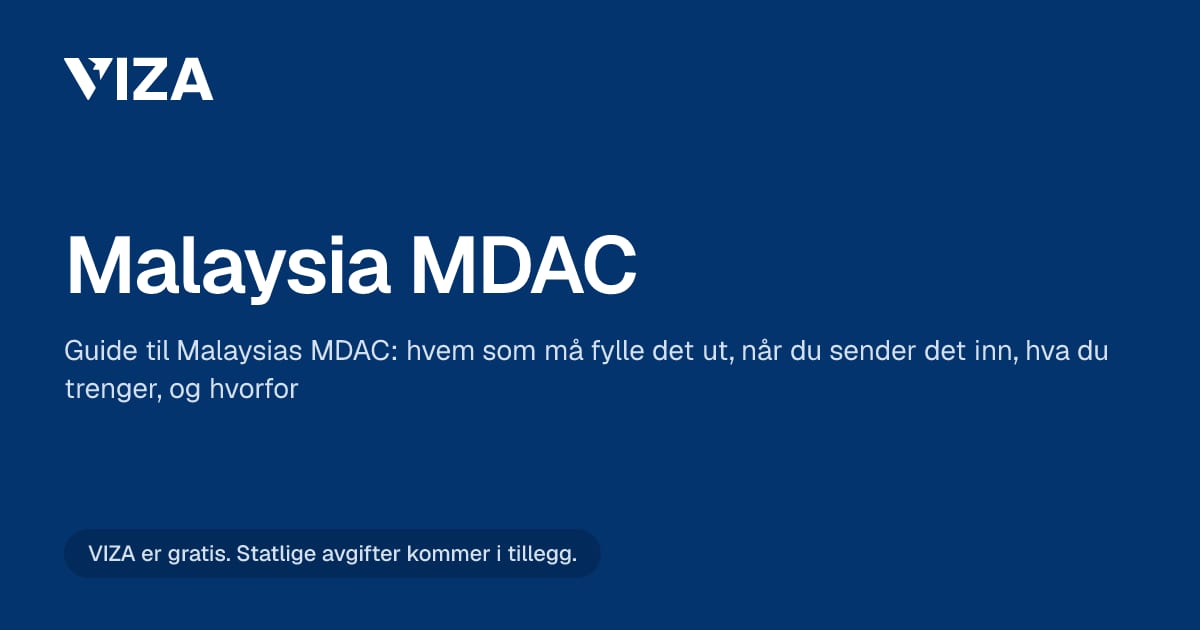 VIZA
Malaysia MDAC
Guide til Malaysias MDAC: hvem som må fylle det ut, når du sender det inn, hva du
trenger, og hvorfor
VIZA er gratis. Statlige avgifter kommer i tillegg.